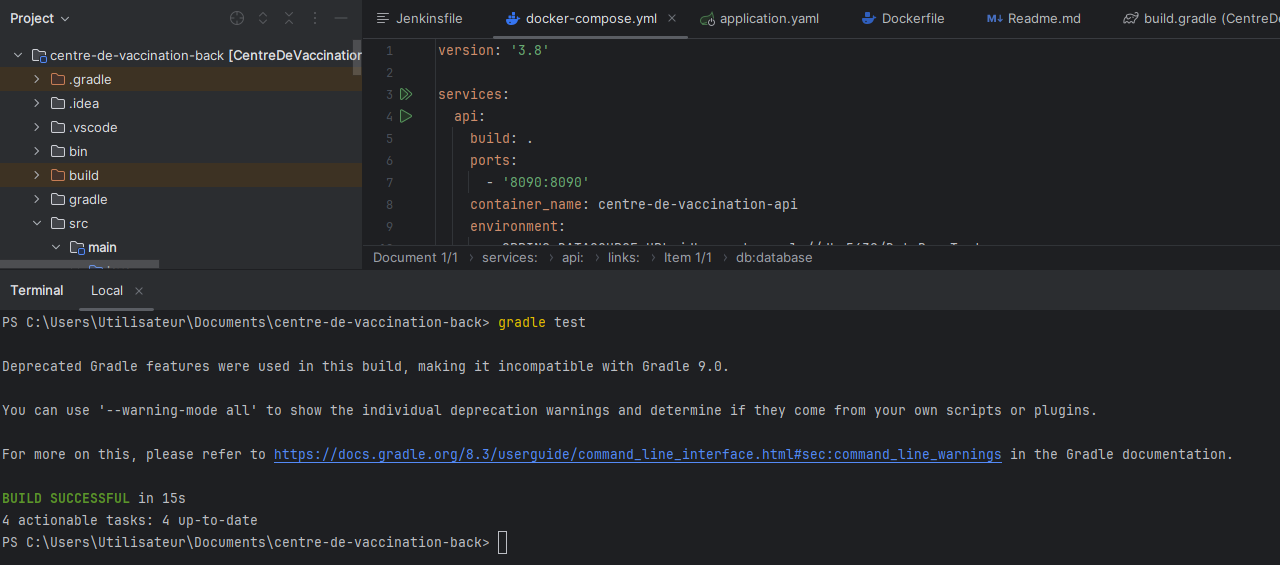 Project
Jenkinsfile
docker-compose.yml
application.yaml
Dockerfile
Readme.md
build.gradle (CentreDe
centre-de-vaccination-back [CentreDeVaccination
.gradle
.idea
.vscode
bin
build
gradle
src
main
1 version: '3.8'
2
3 services:
4 api:
5 build: .
6 ports:
7 - '8090:8090'
8 container_name: centre-de-vaccination-api
9 environment:
Document 1/1 › services: › api: › links: › Item 1/1 › db:database
Terminal Local
PS C:\Users\Utilisateur\Documents\centre-de-vaccination-back> gradle test
Deprecated Gradle features were used in this build, making it incompatible with Gradle 9.0.
You can use '--warning-mode all' to show the individual deprecation warnings and determine if they come from your own scripts or plugins.
For more on this, please refer to https://docs.gradle.org/8.3/userguide/command_line_interface.html#sec:command_line_warnings in the Gradle documentation.
BUILD SUCCESSFUL in 15s
4 actionable tasks: 4 up-to-date
PS C:\Users\Utilisateur\Documents\centre-de-vaccination-back>